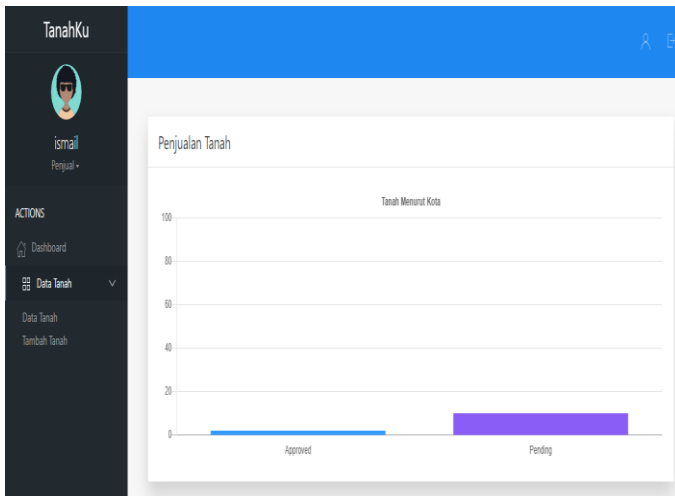 TanahKu
ismail
Penjual
ACTIONS
Dashboard
Data Tanah
Data Tanah
Tambah Tanah
Penjualan Tanah
Tanah Menurut Kota
100
80
60
40
20
0
Approved
Pending